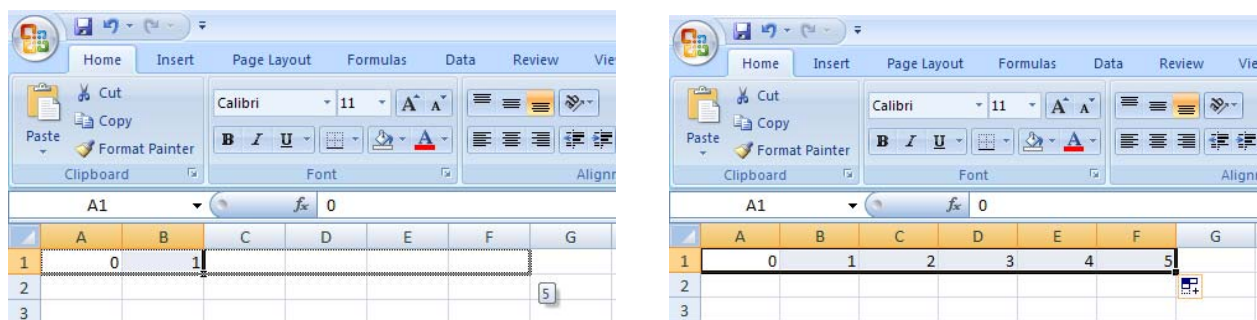 Home Insert Page Layout Formulas Data Review Vie
Cut
Copy
Paste
Format Painter
Calibri 11 A A
B I U A
Clipboard Font Alignr
A1 fx 0
A B C D E F G
1 0 1
2
5
3
Home Insert Page Layout Formulas Data Review Vie
Cut
Copy
Paste
Format Painter
Calibri 11 A A
B I U A
Clipboard Font Alignr
A1 fx 0
A B C D E F G
1 0 1 2 3 4 5
2
3